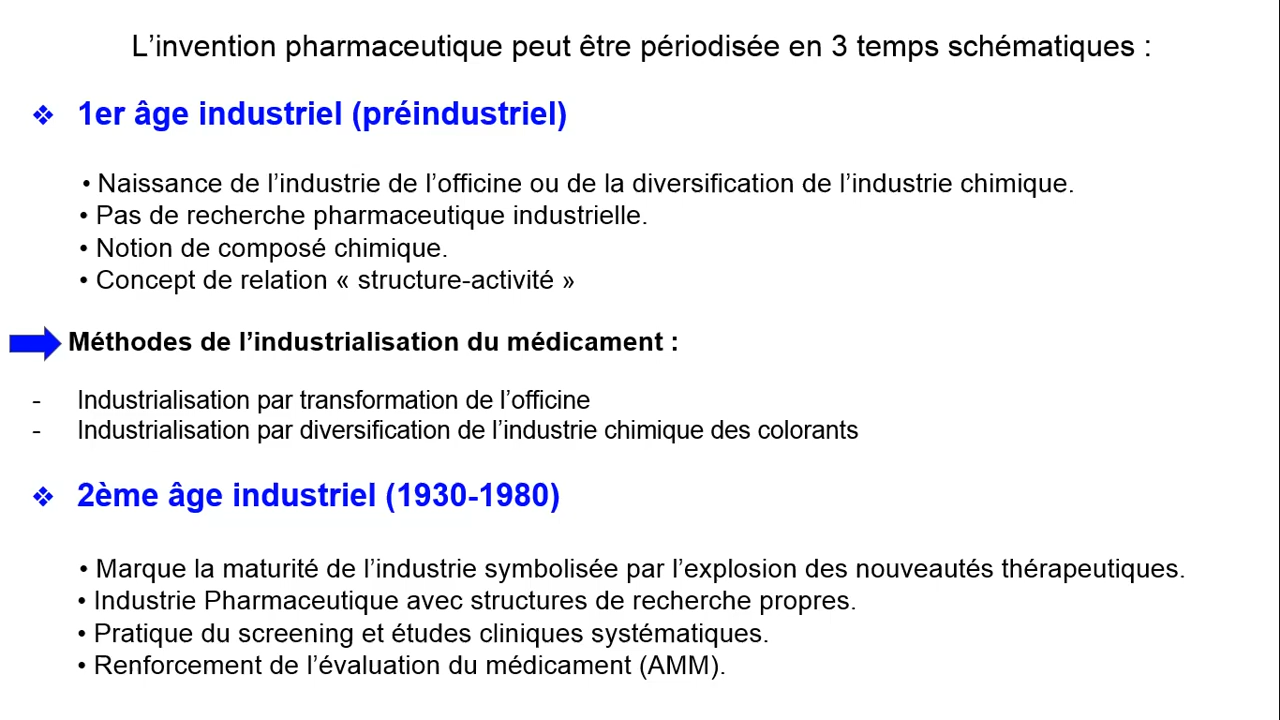 L’invention pharmaceutique peut être périodisée en 3 temps schématiques :
❖ 1er âge industriel (préindustriel)
• Naissance de l’industrie de l’officine ou de la diversification de l’industrie chimique.
• Pas de recherche pharmaceutique industrielle.
• Notion de composé chimique.
• Concept de relation « structure-activité »
Méthodes de l’industrialisation du médicament :
- Industrialisation par transformation de l’officine
- Industrialisation par diversification de l’industrie chimique des colorants
❖ 2ème âge industriel (1930-1980)
• Marque la maturité de l’industrie symbolisée par l’explosion des nouveautés thérapeutiques.
• Industrie Pharmaceutique avec structures de recherche propres.
• Pratique du screening et études cliniques systématiques.
• Renforcement de l’évaluation du médicament (AMM).